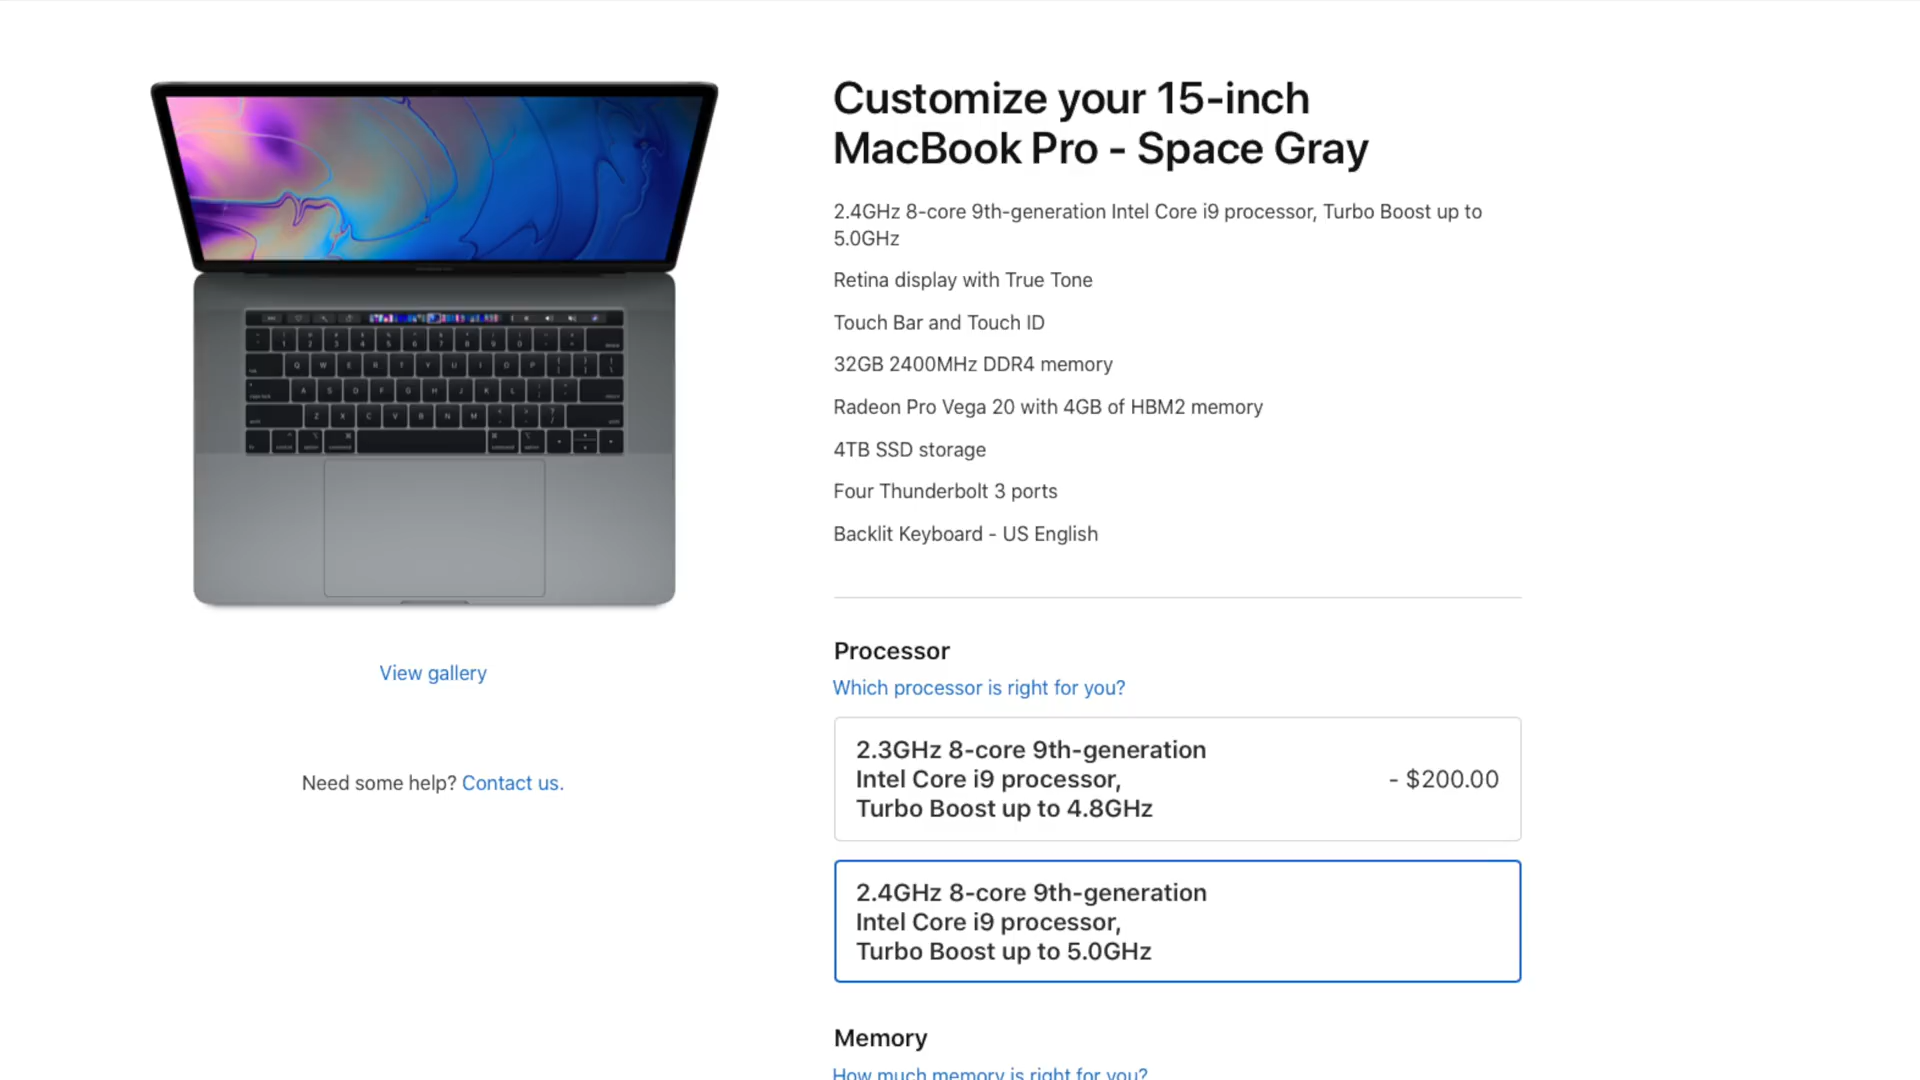 Customize your 15-inch
MacBook Pro - Space Gray
2.4GHz 8-core 9th-generation Intel Core i9 processor, Turbo Boost up to
5.0GHz
Retina display with True Tone
Touch Bar and Touch ID
32GB 2400MHz DDR4 memory
Radeon Pro Vega 20 with 4GB of HBM2 memory
4TB SSD storage
Four Thunderbolt 3 ports
Backlit Keyboard - US English
View gallery
Need some help? Contact us.
Processor
Which processor is right for you?
2.3GHz 8-core 9th-generation
Intel Core i9 processor,
Turbo Boost up to 4.8GHz
- $200.00
2.4GHz 8-core 9th-generation
Intel Core i9 processor,
Turbo Boost up to 5.0GHz
Memory
How much memory is right for you?